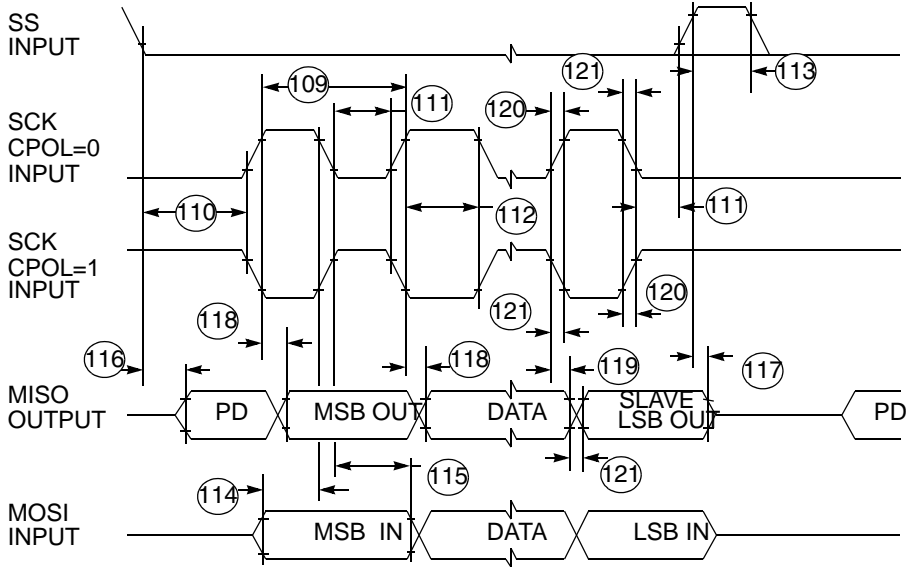 SS
INPUT
109
111
120
121
113
SCK
CPOL=0
INPUT
110
112
111
SCK
CPOL=1
INPUT
118
121
120
116
118
119
117
MISO
OUTPUT
PD
MSB OUT
DATA
SLAVE
LSB OUT
PD
114
115
121
MOSI
INPUT
MSB IN
DATA
LSB IN